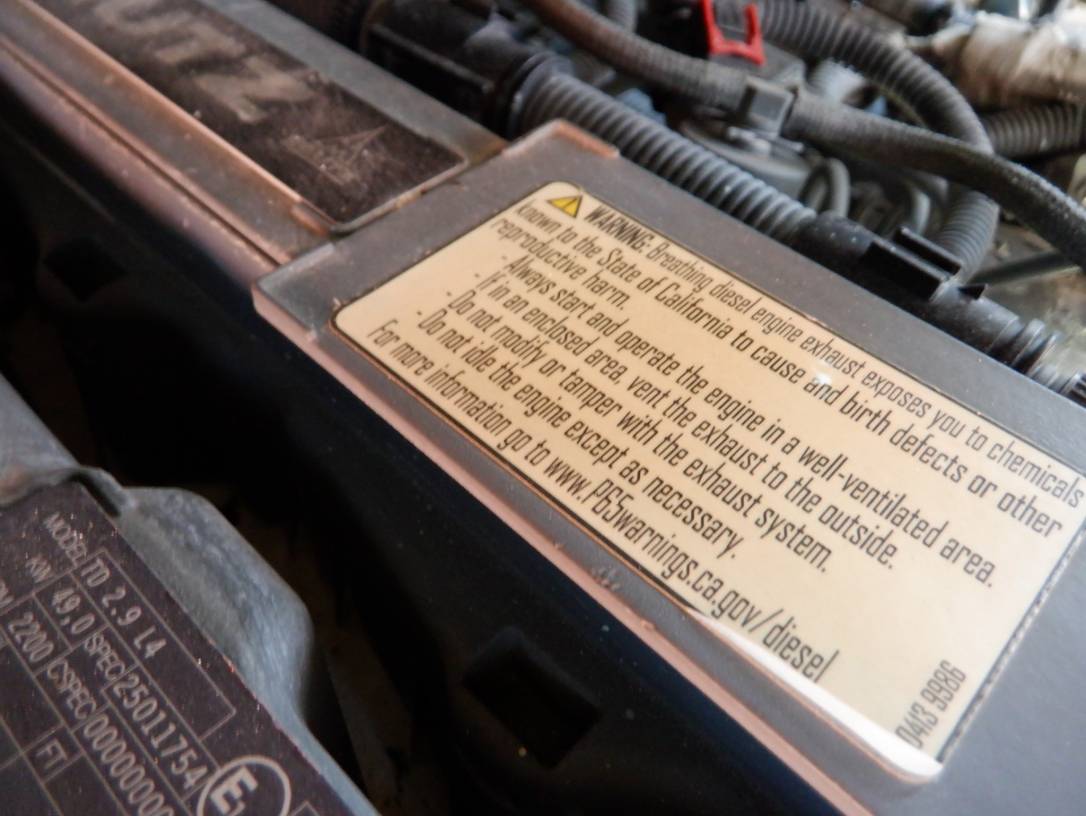 UTZ
WARNING: Breathing diesel engine exhaust exposes you to chemicals
known to the State of California to cause and birth defects or other
reproductive harm.
- Always start and operate the engine in a well-ventilated area.
- If in an enclosed area, vent the exhaust to the outside.
- Do not modify or tamper with the exhaust system.
- Do not idle the engine except as necessary.
For more information go to www.P65warnings.ca.gov/diesel
0413 9986
MODEL TD 2.9 L4
KW 49,0 SPEC 25011754
2200 CSPEC 00000000
FT
E